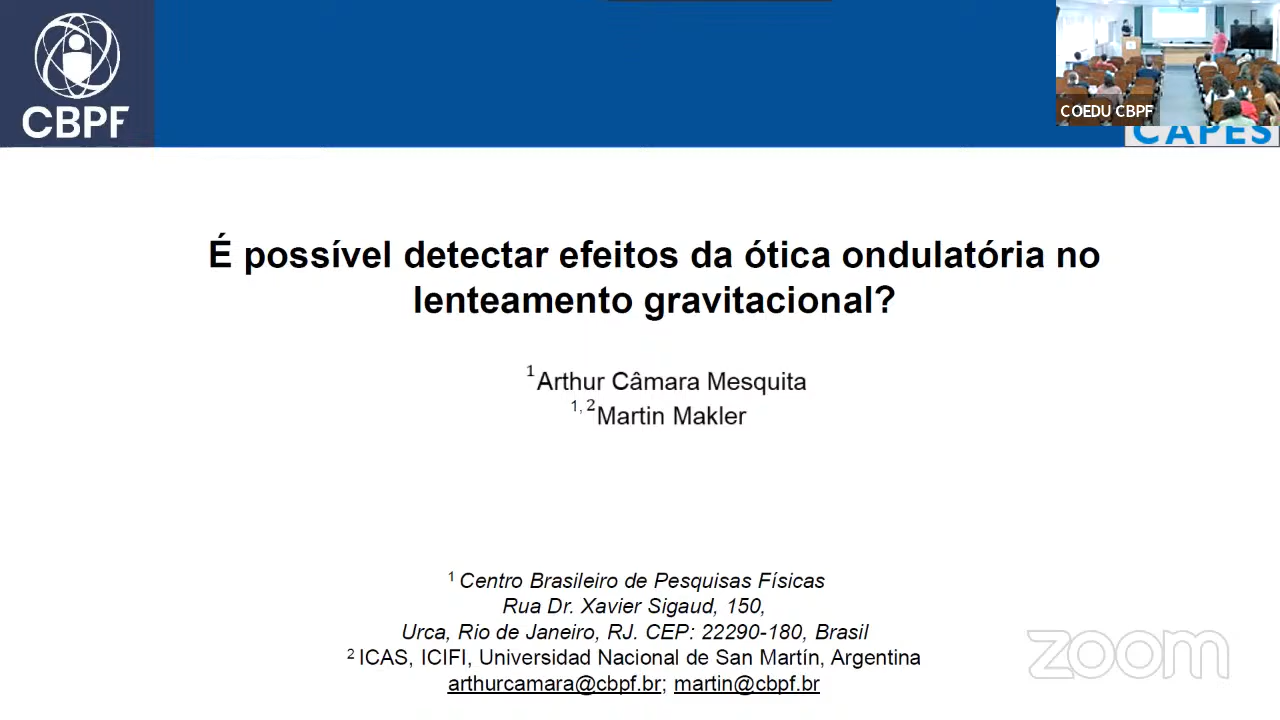 CBPF
COEDU CBPF
CAPES
É possível detectar efeitos da ótica ondulatória no
lenteamento gravitacional?
¹Arthur Câmara Mesquita
¹, ²Martin Makler
¹ Centro Brasileiro de Pesquisas Físicas
Rua Dr. Xavier Sigaud, 150,
Urca, Rio de Janeiro, RJ. CEP: 22290-180, Brasil
² ICAS, ICIFI, Universidad Nacional de San Martín, Argentina
arthurcamara@cbpf.br; martin@cbpf.br
zoom